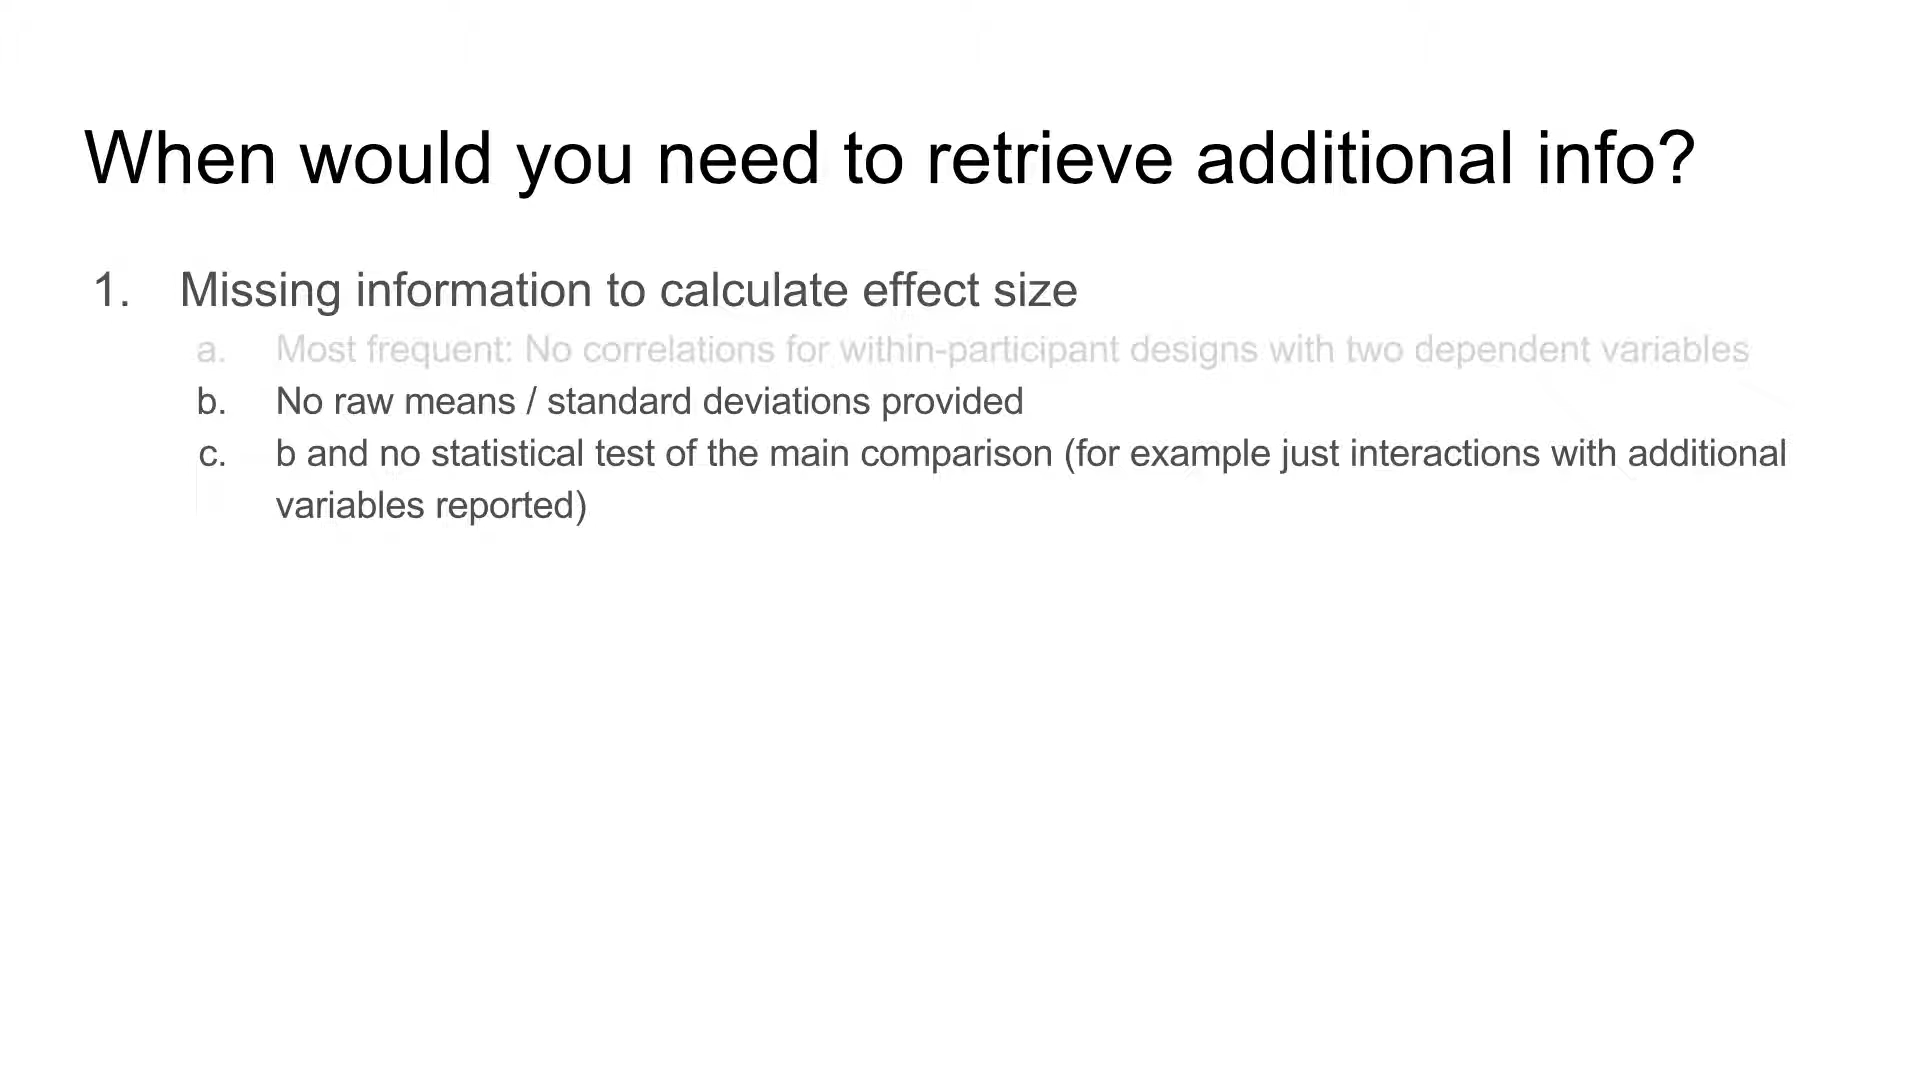 When would you need to retrieve additional info?
1. Missing information to calculate effect size
a. Most frequent: No correlations for within-participant designs with two dependent variables
b. No raw means / standard deviations provided
c. b and no statistical test of the main comparison (for example just interactions with additional
variables reported)